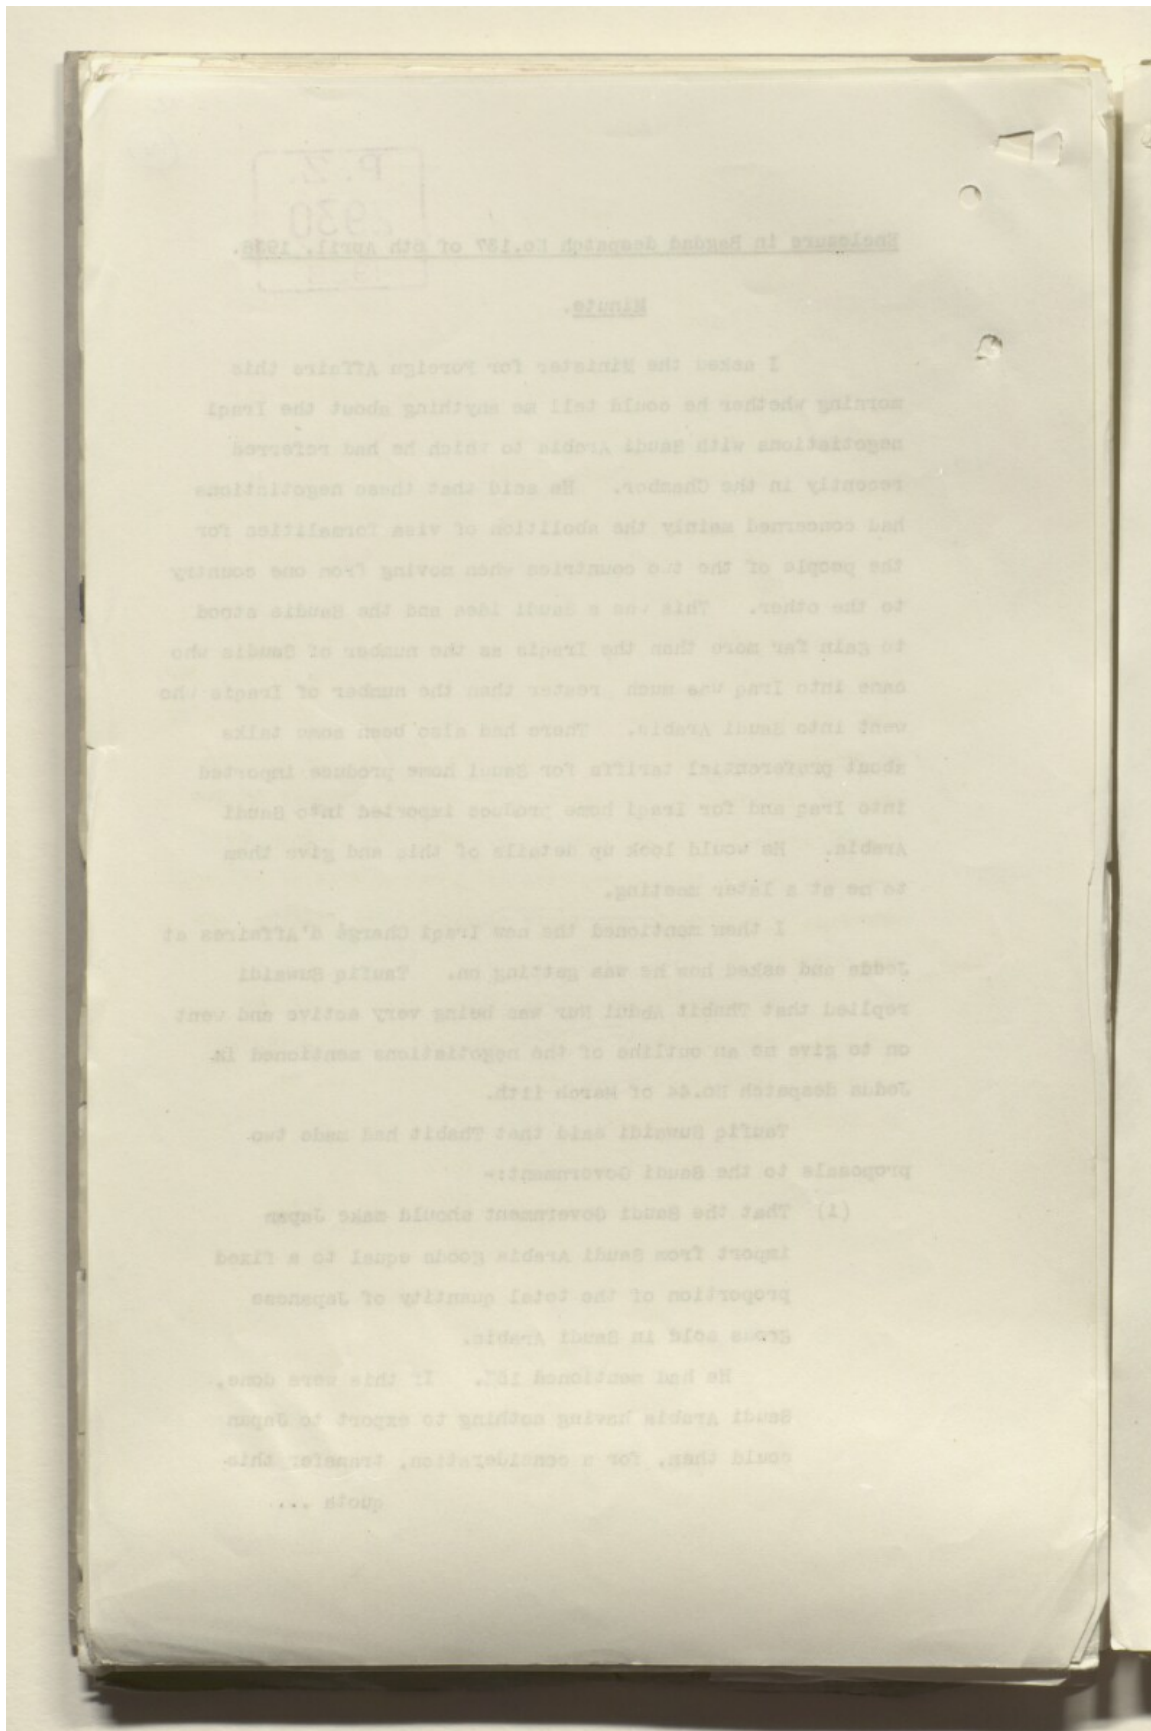 P. Z.
2930
19
Enclosure in Bagdad despatch No.187 of 8th April, 1938.
Minute.
I asked the Minister for Foreign Affairs this
morning whether he could tell me anything about the Iraqi
negotiations with Saudi Arabia to which he had referred
recently in the Chamber. He said that these negotiations
had concerned mainly the abolition of visa formalities for
the people of the two countries when moving from one country
to the other. This was a Saudi idea and the Saudis stood
to gain far more than the Iraqis as the number of Saudis who
came into Iraq was much reater than the number of Iraqis who
went into Saudi Arabia. There had also been some talks
about preferential tariffs for Saudi home produce imported
into Iraq and for Iraqi home produce imported into Saudi
Arabia. He would look up details of this and give them
to me at a later meeting.
I then mentioned the new Iraqi Chargé d'Affaires at
Jedda and asked how he was getting on. Taufiq Suwaidi
replied that Thabit Abdul Nur was being very active and went
on to give me an outline of the negotiations mentioned in
Jedda despatch No.44 of March 11th.
Taufiq Suwaidi said that Thabit had made two
proposals to the Saudi Government:-
(1) That the Saudi Government should make Japan
import from Saudi Arabia goods equal to a fixed
proportion of the total quantity of Japanese
goods sold in Saudi Arabia.
He had mentioned If this were done,
Saudi Arabia having nothing to export to Japan
could then, for a consideration, transfer this
quota ...